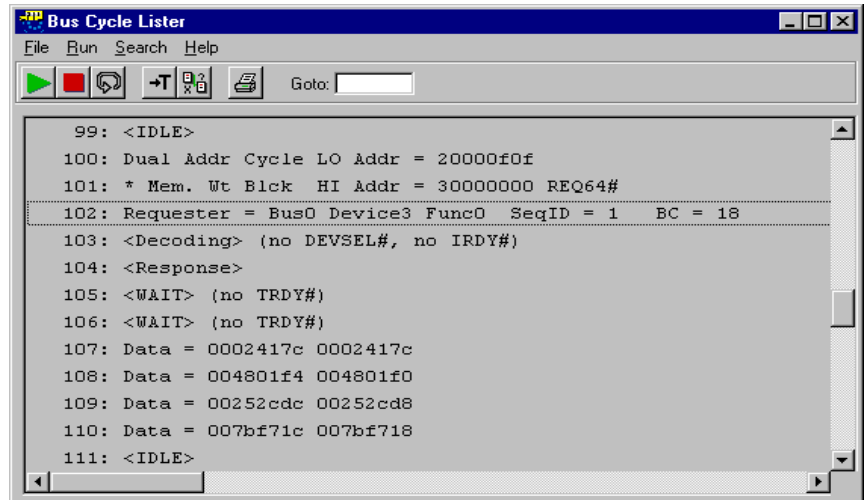 Bus Cycle Lister
File Run Search Help
Goto:
99: <IDLE>
100: Dual Addr Cycle LO Addr = 20000f0f
101: * Mem. Wt Blck HI Addr = 30000000 REQ64#
102: Requester = Bus0 Device3 Func0 SeqID = 1 BC = 18
103: <Decoding> (no DEVSEL#, no IRDY#)
104: <Response>
105: <WAIT> (no TRDY#)
106: <WAIT> (no TRDY#)
107: Data = 0002417c 0002417c
108: Data = 004801f4 004801f0
109: Data = 00252cdc 00252cd8
110: Data = 007bf71c 007bf718
111: <IDLE>